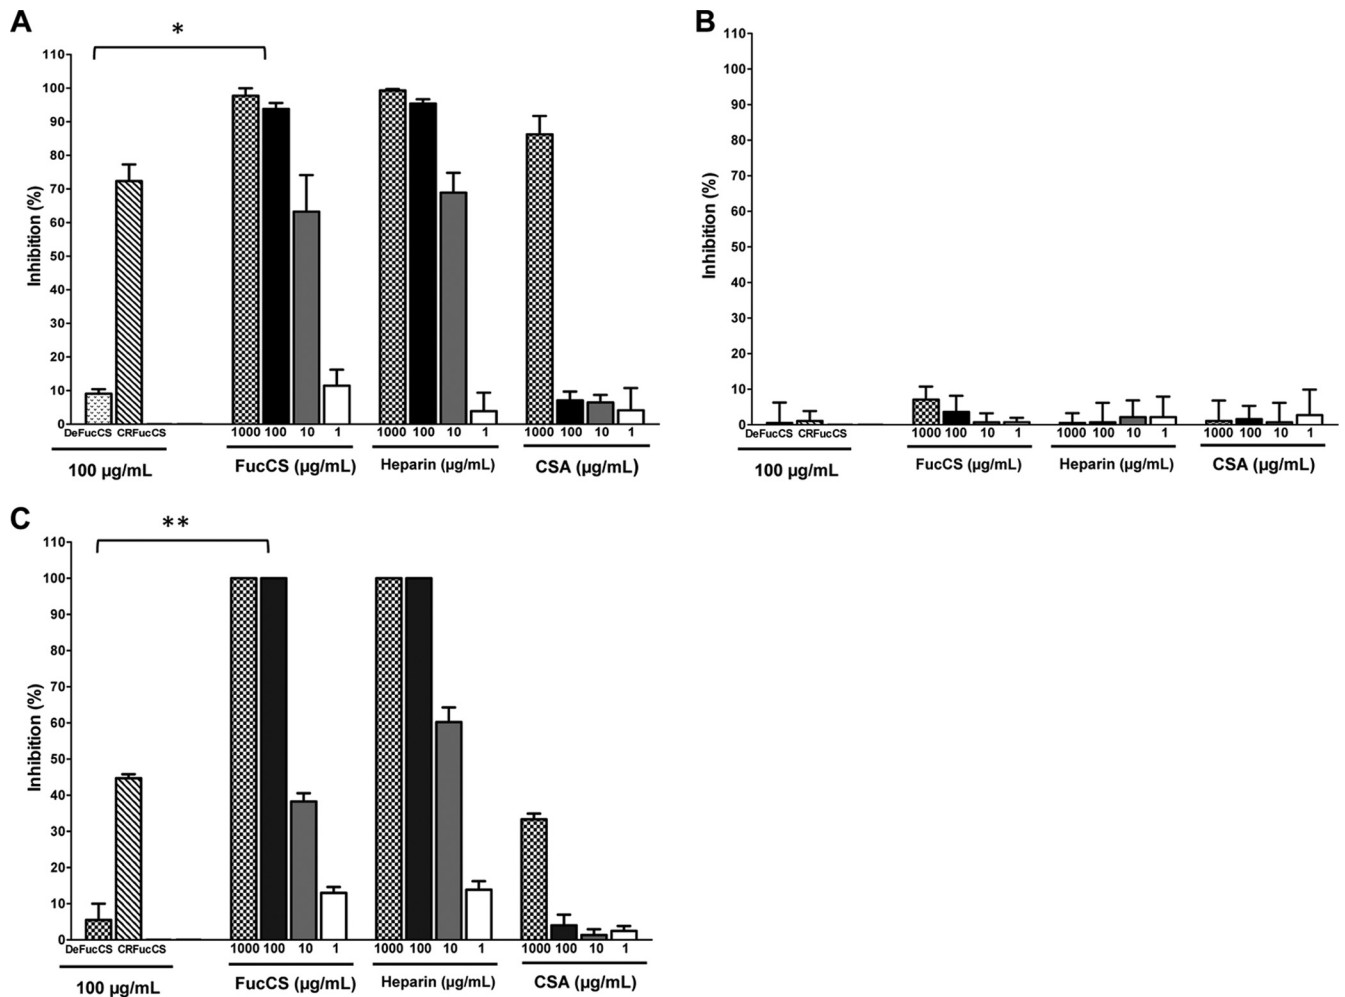 A
*
110
100
90
80
70
60
50
40
30
20
10
0
Inhibition (%)
DeFucCS CRFucCS
1000 100 10 1
1000 100 10 1
1000 100 10 1
100 µg/mL
FucCS (µg/mL)
Heparin (µg/mL)
CSA (µg/mL)
B
110
100
90
80
70
60
50
40
30
20
10
0
Inhibition (%)
DeFucCS CRFucCS
1000 100 10 1
1000 100 10 1
1000 100 10 1
100 µg/mL
FucCS (µg/mL)
Heparin (µg/mL)
CSA (µg/mL)
C
**
110
100
90
80
70
60
50
40
30
20
10
0
Inhibition (%)
DeFucCS CRFucCS
1000 100 10 1
1000 100 10 1
1000 100 10 1
100 µg/mL
FucCS (µg/mL)
Heparin (µg/mL)
CSA (µg/mL)